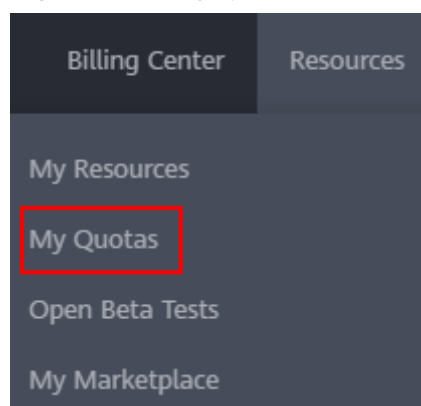 Billing Center Resources
My Resources
My Quotas
Open Beta Tests
My Marketplace